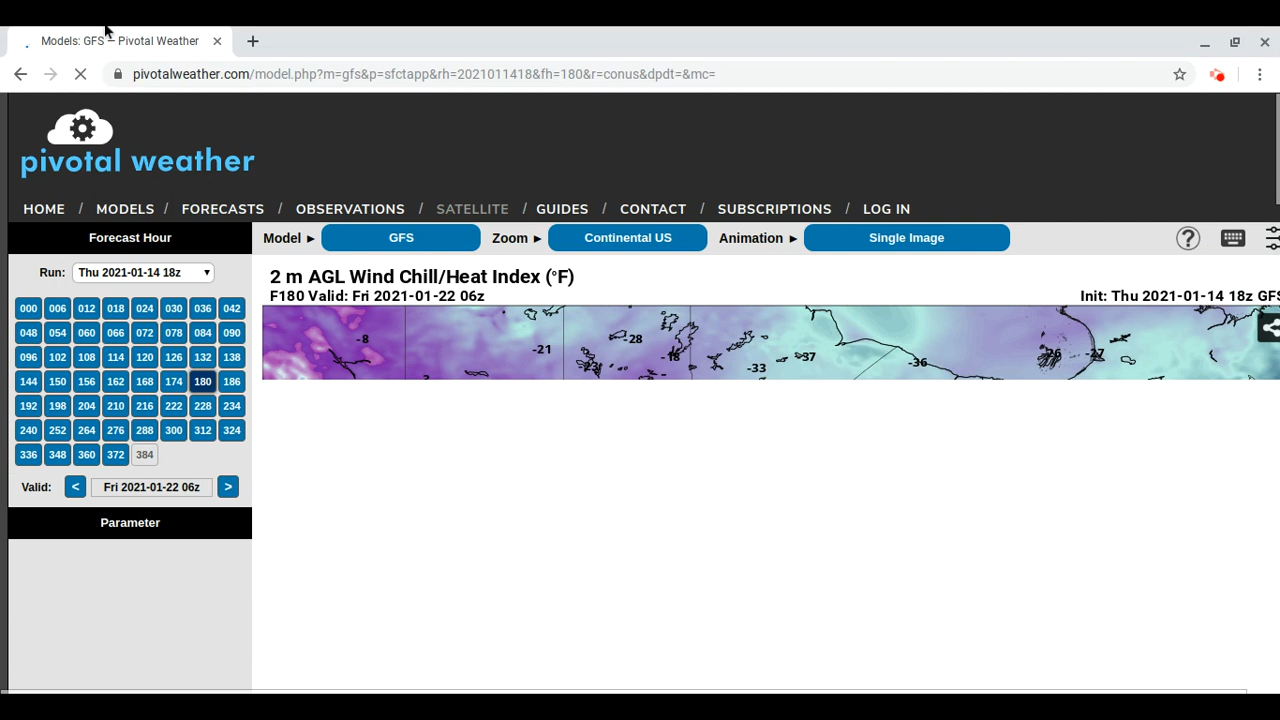 Models: GFS – Pivotal Weather
pivotalweather.com/model.php?m=gfs&p=sfctapp&rh=2021011418&fh=180&r=conus&dpdt=&mc=
pivotal weather
HOME / MODELS / FORECASTS / OBSERVATIONS / SATELLITE / GUIDES / CONTACT / SUBSCRIPTIONS / LOG IN
Forecast Hour
Model ► GFS Zoom ► Continental US Animation ► Single Image
Run: Thu 2021-01-14 18z
2 m AGL Wind Chill/Heat Index (°F)
F180 Valid: Fri 2021-01-22 06z
Init: Thu 2021-01-14 18z GFS
000 006 012 018 024 030 036 042
048 054 060 066 072 078 084 090
096 102 108 114 120 126 132 138
144 150 156 162 168 174 180 186
192 198 204 210 216 222 228 234
240 252 264 276 288 300 312 324
336 348 360 372 384
-8 -21 -28 -18 -33 -37 -36 -27
Valid: < Fri 2021-01-22 06z >
Parameter